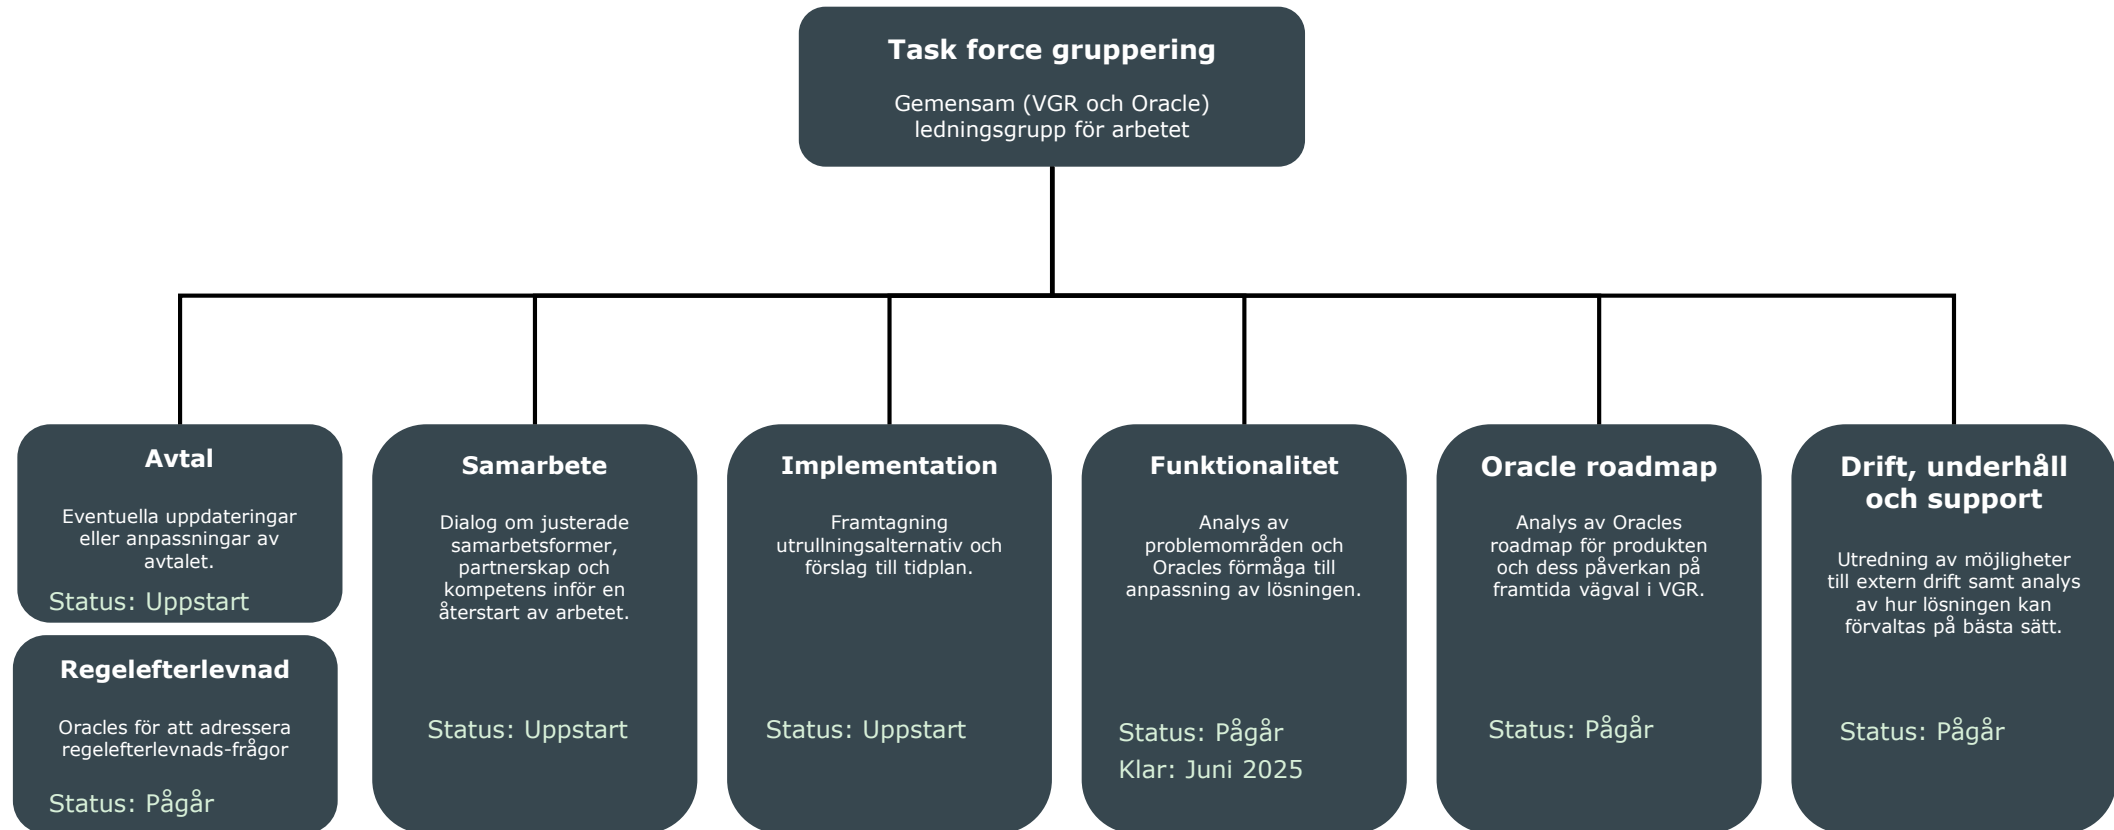 Task force gruppering
Gemensam (VGR och Oracle)
ledningsgrupp för arbetet
Avtal
Eventuella uppdateringar
eller anpassningar av
avtalet.
Status: Uppstart
Regelefterlevnad
Oracles för att adressera
regelefterlevnads-frågor
Status: Pågår
Samarbete
Dialog om justerade
samarbetsformer,
partnerskap och
kompetens inför en
återstart av arbetet.
Status: Uppstart
Implementation
Framtagning
utrullningsalternativ och
förslag till tidplan.
Status: Uppstart
Funktionalitet
Analys av
problemområden och
Oracles förmåga till
anpassning av lösningen.
Status: Pågår
Klar: Juni 2025
Oracle roadmap
Analys av Oracles
roadmap för produkten
och dess påverkan på
framtida vägval i VGR.
Status: Pågår
Drift, underhåll
och support
Utredning av möjligheter
till extern drift samt analys
av hur lösningen kan
förvaltas på bästa sätt.
Status: Pågår